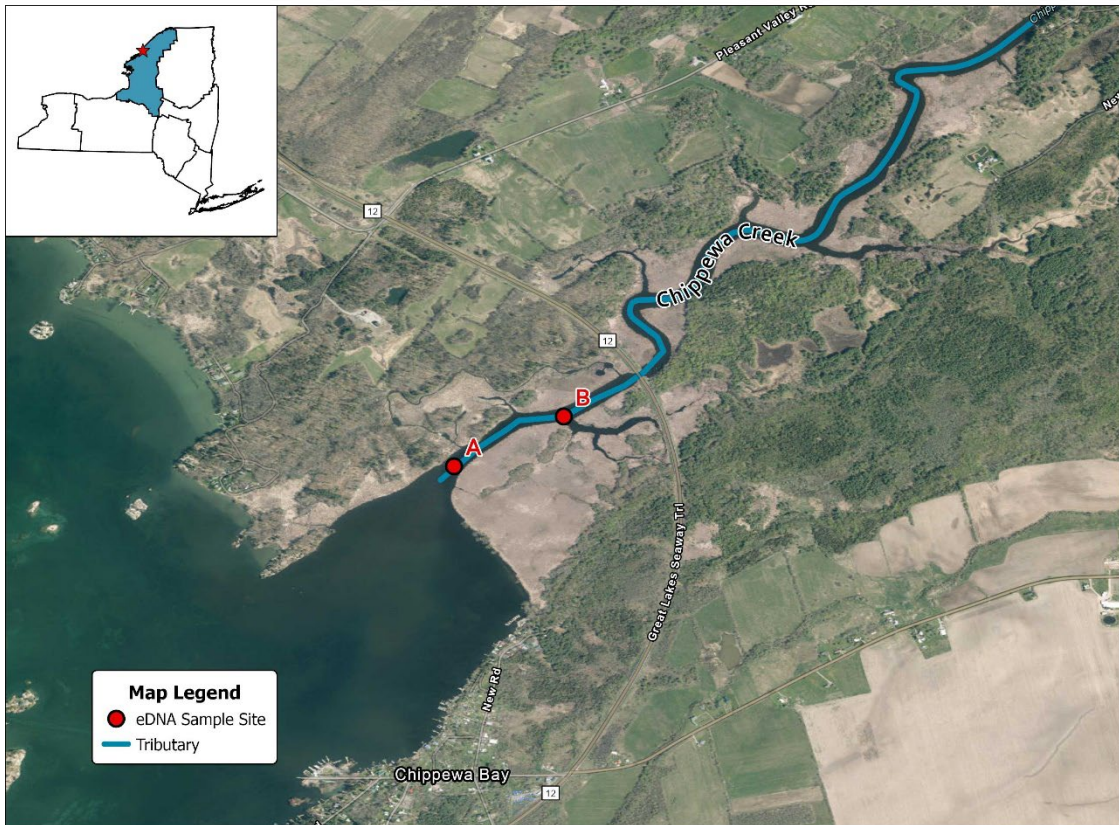 Pleasant Valley
Chippewa Creek
12
12
B
A
Great Lakes Seaway Trl
New Rd
Map Legend
eDNA Sample Site
Tributary
Chippewa Bay
12